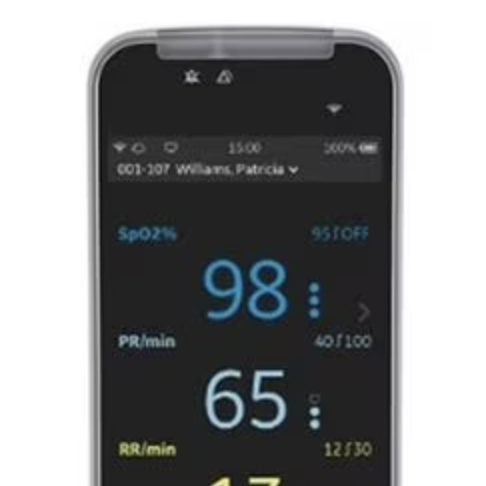 15:00 100%
001-107 Williams, Patricia
SpO2% 95 OFF
98
PR/min 40 100
65
RR/min 12 30
17